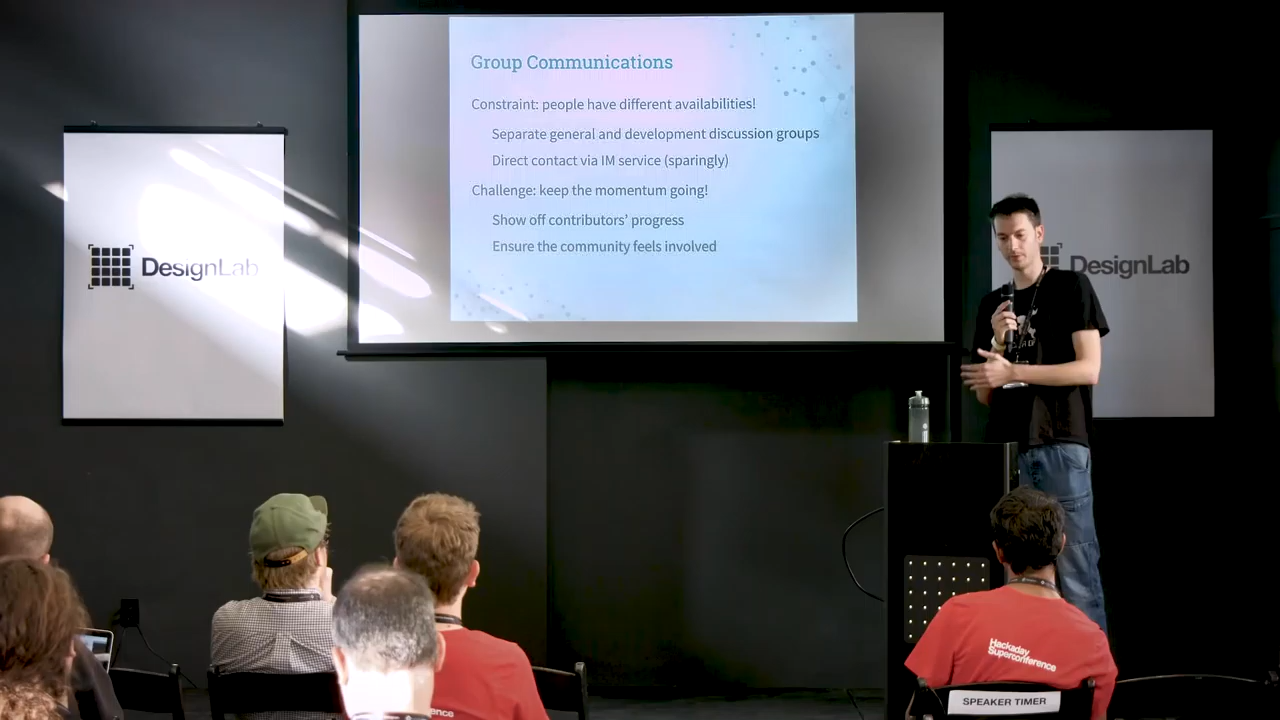 Group Communications
Constraint: people have different availabilities!
Separate general and development discussion groups
Direct contact via IM service (sparingly)
Challenge: keep the momentum going!
Show off contributors' progress
Ensure the community feels involved
DesignLab
DesignLab
Hackaday
Superconference
SPEAKER TIMER